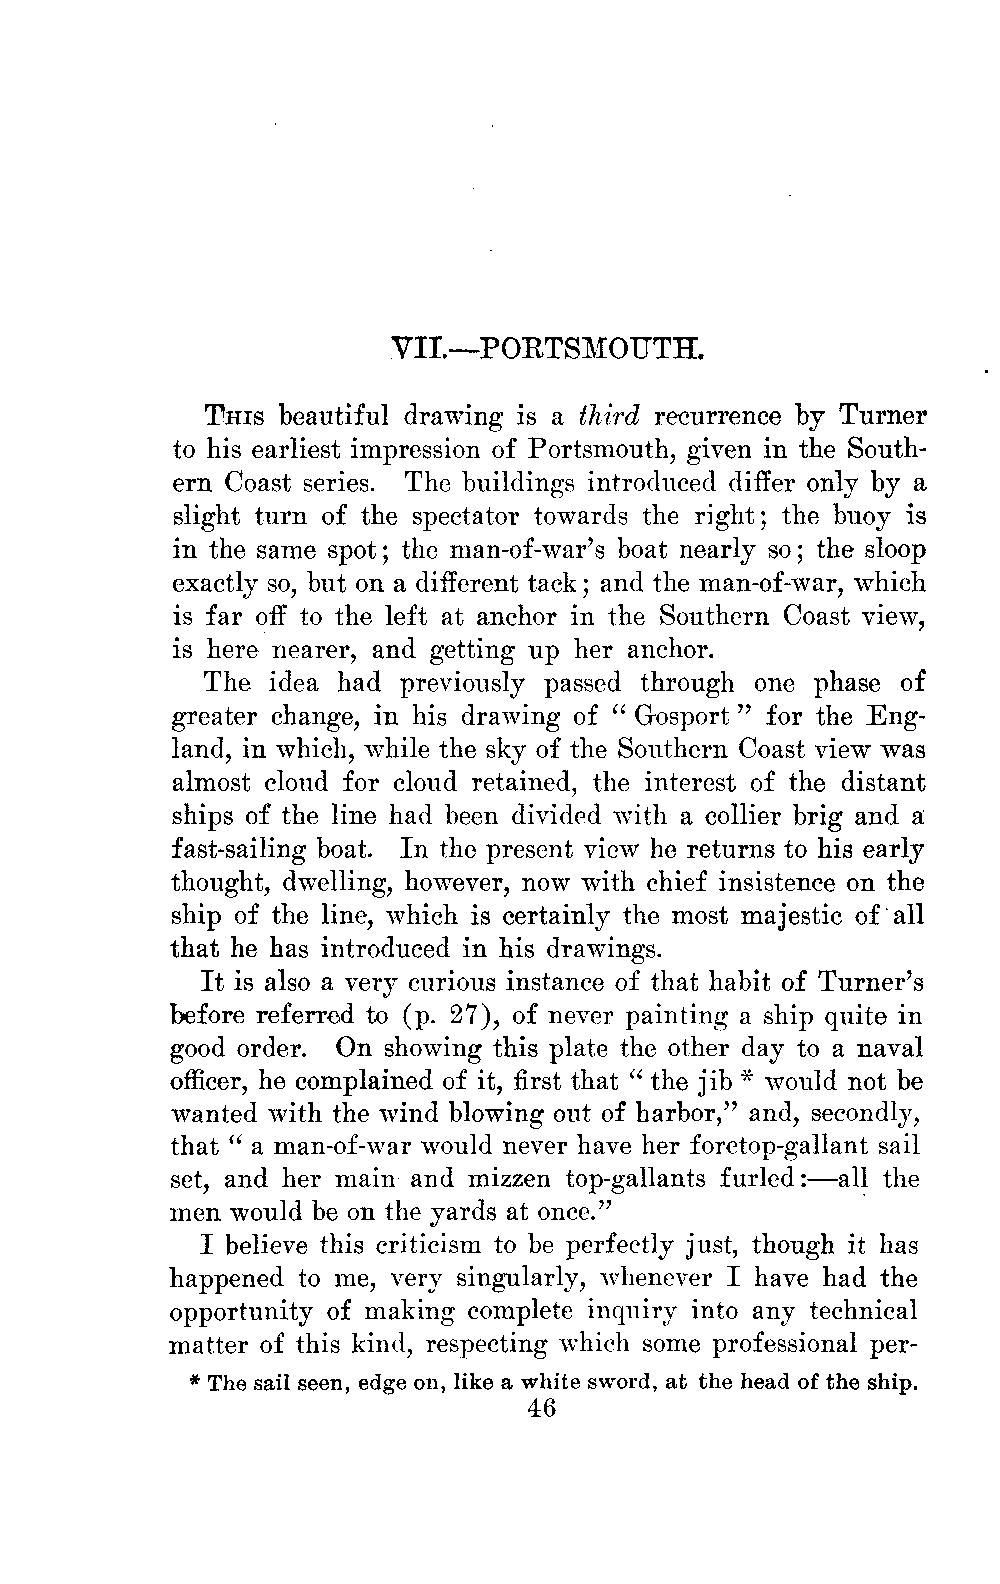 VII.—PORTSMOUTH.
THIS beautiful drawing is a third recurrence by Turner
to his earliest impression of Portsmouth, given in the South-
ern Coast series. The buildings introduced differ only by a
slight turn of the spectator towards the right; the buoy is
in the same spot; the man-of-war's boat nearly so; the sloop
exactly so, but on a different tack; and the man-of-war, which
is far off to the left at anchor in the Southern Coast view,
is here nearer, and getting up her anchor.
The idea had previously passed through one phase of
greater change, in his drawing of “ Gosport ” for the Eng-
land, in which, while the sky of the Southern Coast view was
almost cloud for cloud retained, the interest of the distant
ships of the line had been divided with a collier brig and a
fast-sailing boat. In the present view he returns to his early
thought, dwelling, however, now with chief insistence on the
ship of the line, which is certainly the most majestic of all
that he has introduced in his drawings.
It is also a very curious instance of that habit of Turner's
before referred to (p. 27), of never painting a ship quite in
good order. On showing this plate the other day to a naval
officer, he complained of it, first that “ the jib * would not be
wanted with the wind blowing out of harbor,” and, secondly,
that “ a man-of-war would never have her foretop-gallant sail
set, and her main and mizzen top-gallants furled:—all the
men would be on the yards at once.”
I believe this criticism to be perfectly just, though it has
happened to me, very singularly, whenever I have had the
opportunity of making complete inquiry into any technical
matter of this kind, respecting which some professional per-
* The sail seen, edge on, like a white sword, at the head of the ship.
46